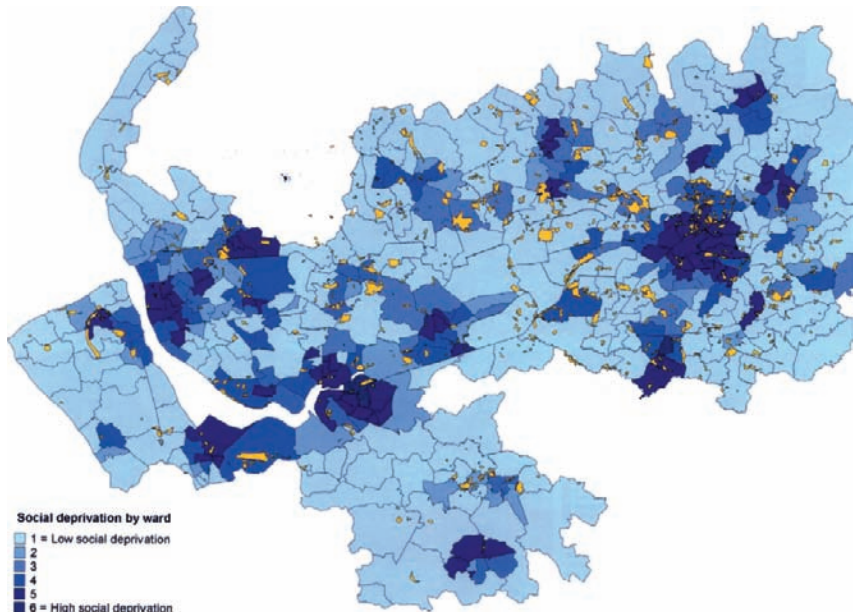 Social deprivation by ward
1 = Low social deprivation
2
3
4
5
6 = High social deprivation